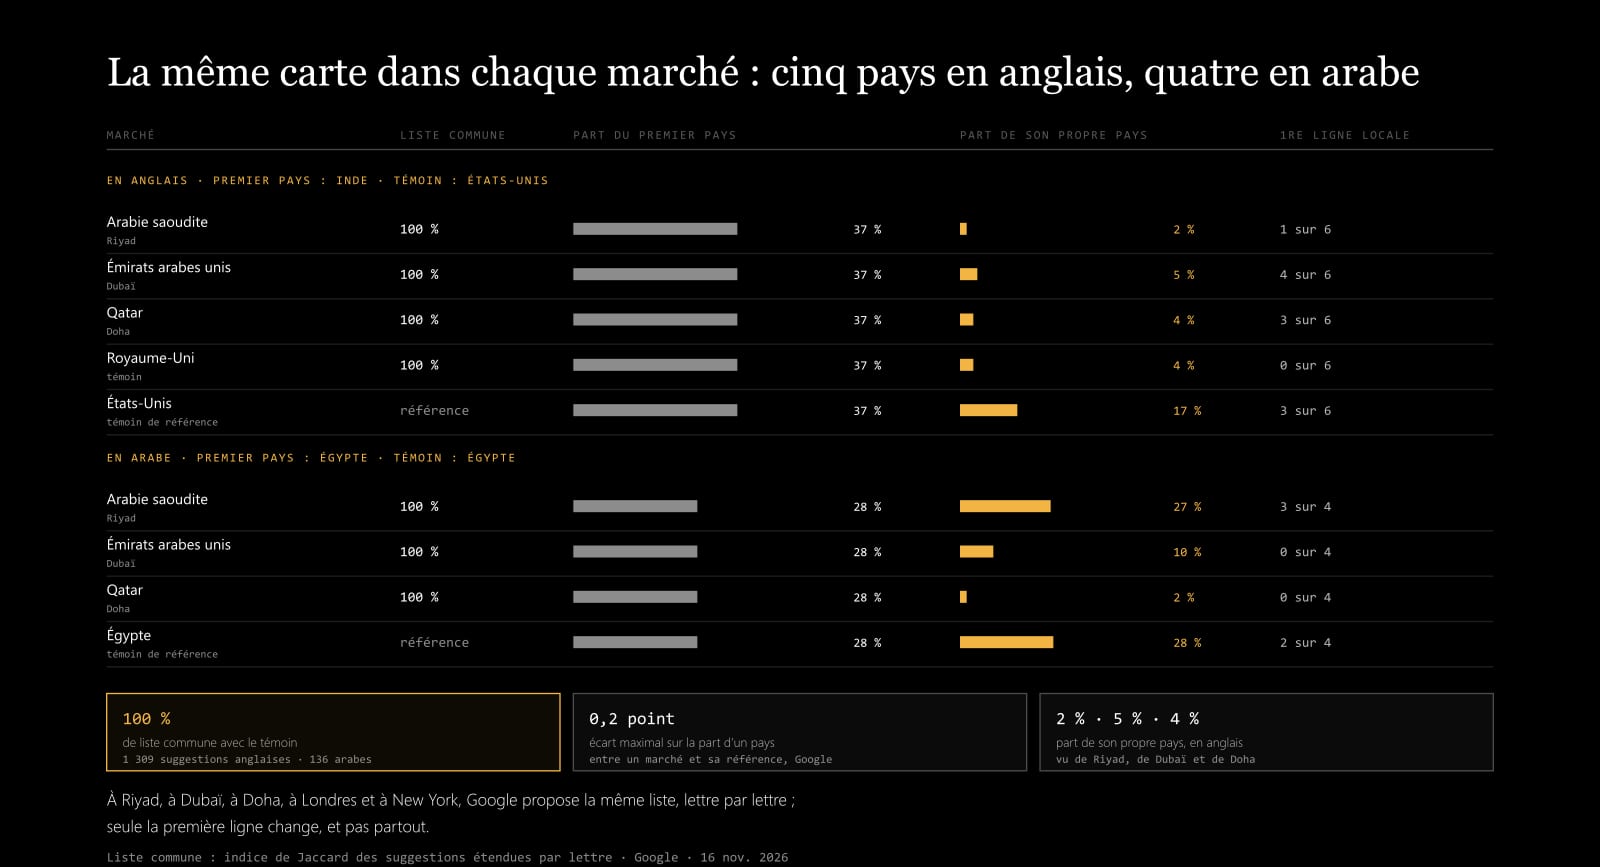 La même carte dans chaque marché : cinq pays en anglais, quatre en arabe
MARCHÉ LISTE COMMUNE PART DU PREMIER PAYS PART DE SON PROPRE PAYS 1RE LIGNE LOCALE
EN ANGLAIS · PREMIER PAYS : INDE · TÉMOIN : ÉTATS-UNIS
Arabie saoudite 100 % 37 % 2 % 1 sur 6
Riyad
Émirats arabes unis 100 % 37 % 5 % 4 sur 6
Dubaï
Qatar 100 % 37 % 4 % 3 sur 6
Doha
Royaume-Uni 100 % 37 % 4 % 0 sur 6
témoin
États-Unis référence 37 % 17 % 3 sur 6
témoin de référence
EN ARABE · PREMIER PAYS : ÉGYPTE · TÉMOIN : ÉGYPTE
Arabie saoudite 100 % 28 % 27 % 3 sur 4
Riyad
Émirats arabes unis 100 % 28 % 10 % 0 sur 4
Dubaï
Qatar 100 % 28 % 2 % 0 sur 4
Doha
Égypte référence 28 % 28 % 2 sur 4
témoin de référence
100 %
de liste commune avec le témoin
1 309 suggestions anglaises · 136 arabes
0,2 point
écart maximal sur la part d'un pays
entre un marché et sa référence, Google
2 % · 5 % · 4 %
part de son propre pays, en anglais
vu de Riyad, de Dubaï et de Doha
À Riyad, à Dubaï, à Doha, à Londres et à New York, Google propose la même liste, lettre par lettre ;
seule la première ligne change, et pas partout.
Liste commune : indice de Jaccard des suggestions étendues par lettre · Google · 16 nov. 2026